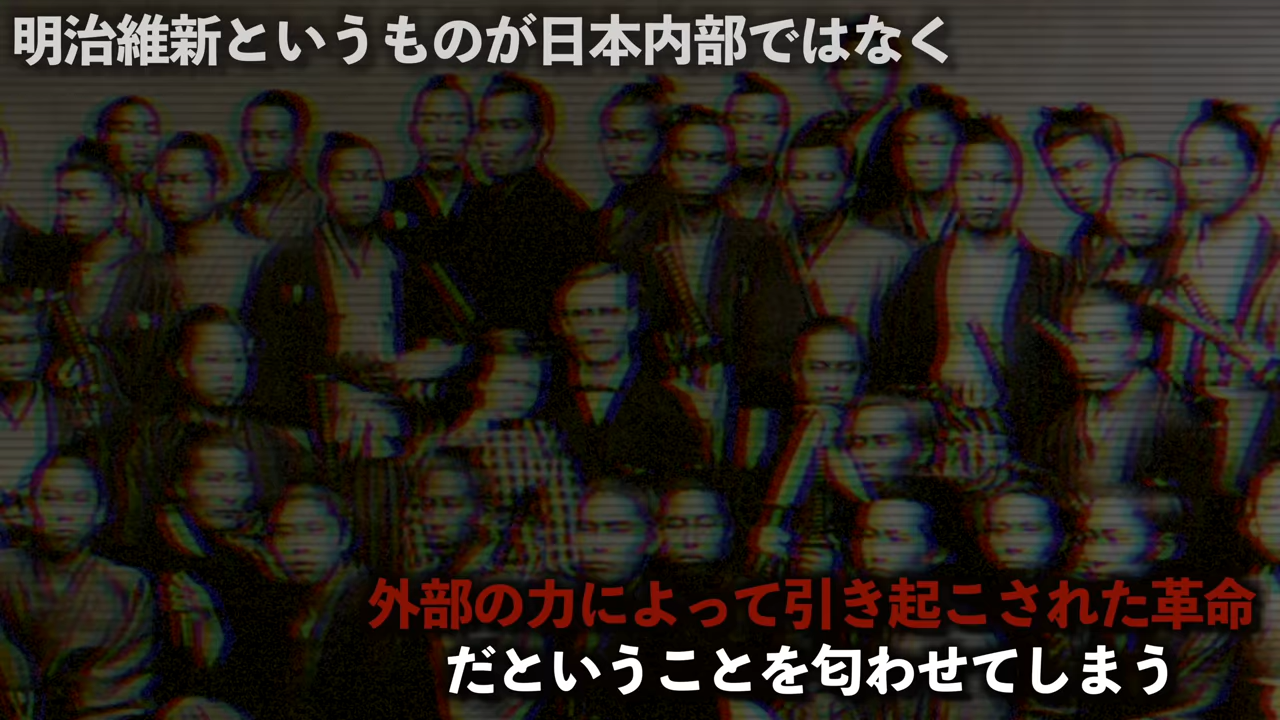 明治維新というものが日本内部ではなく
外部の力によって引き起こされた革命
だということを匂わせてしまう